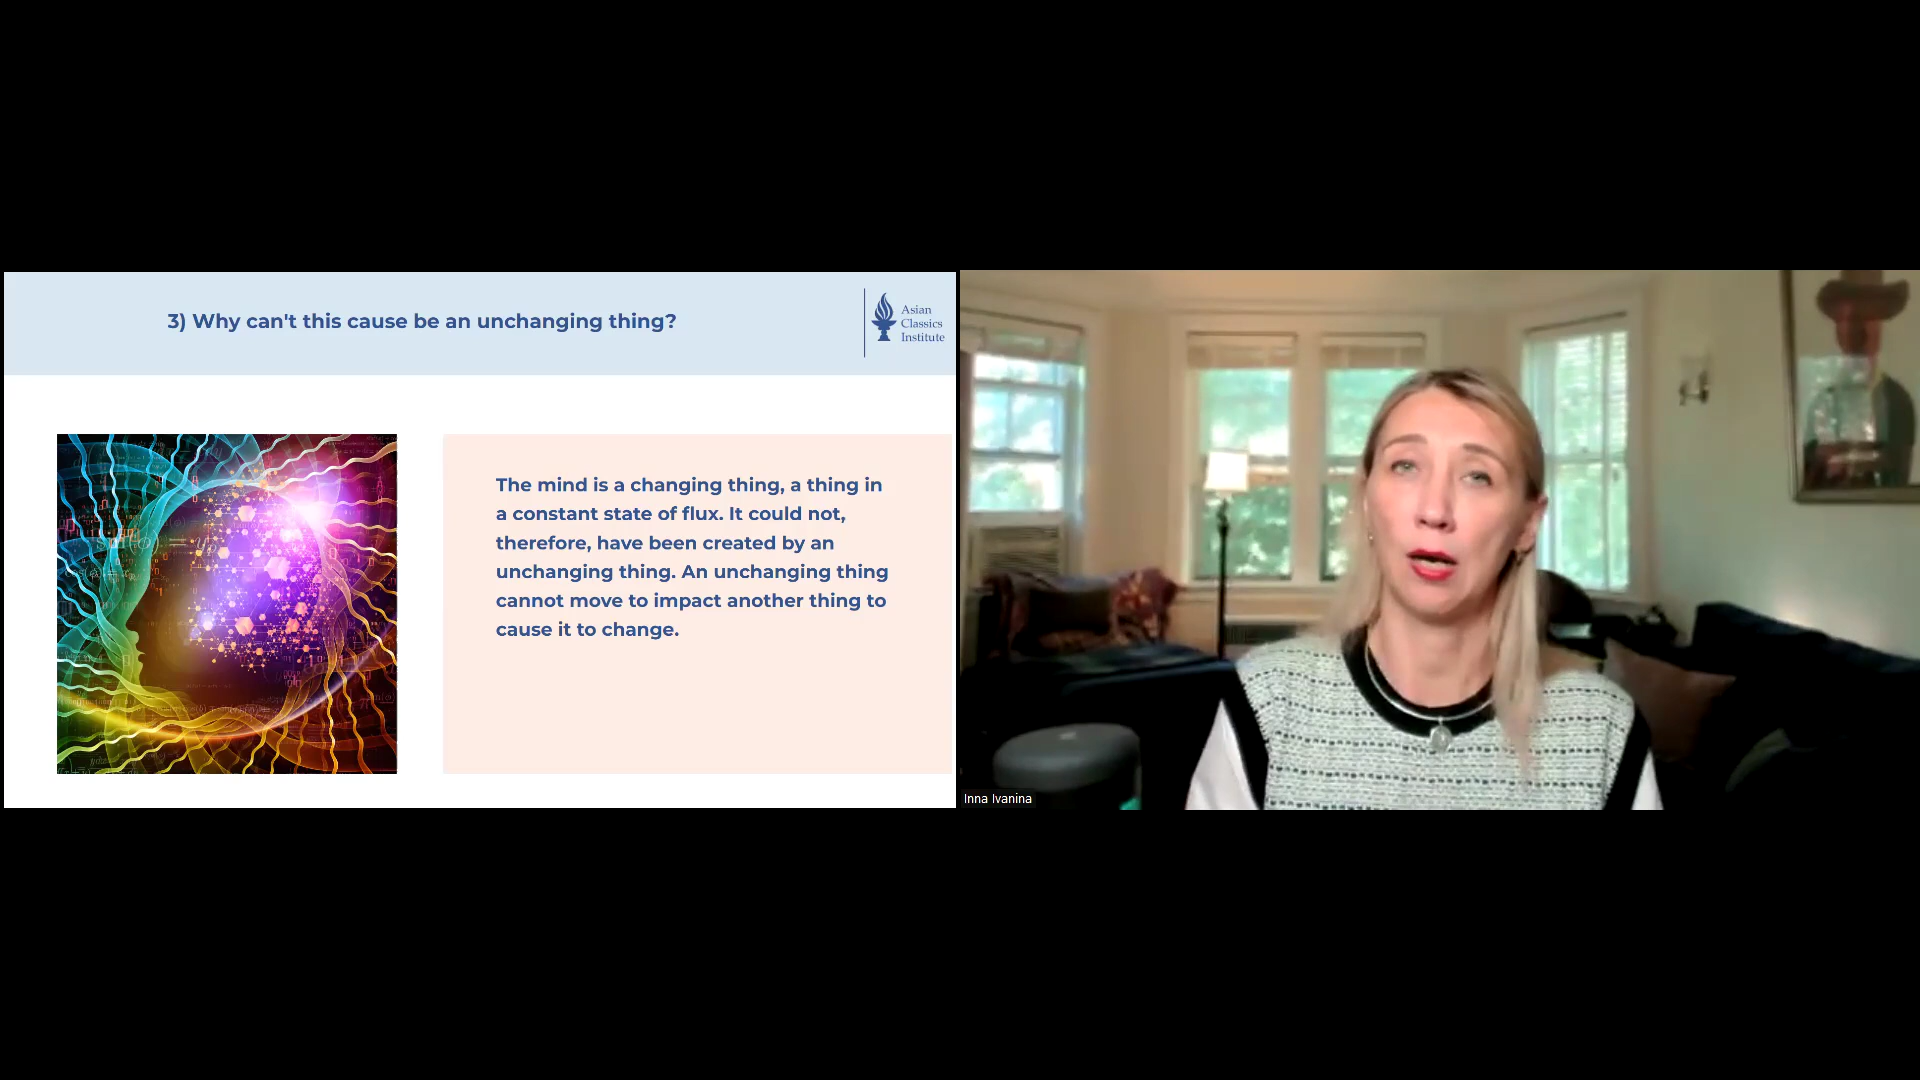 3) Why can't this cause be an unchanging thing?
Asian
Classics
Institute
The mind is a changing thing, a thing in
a constant state of flux. It could not,
therefore, have been created by an
unchanging thing. An unchanging thing
cannot move to impact another thing to
cause it to change.
Inna Ivanina